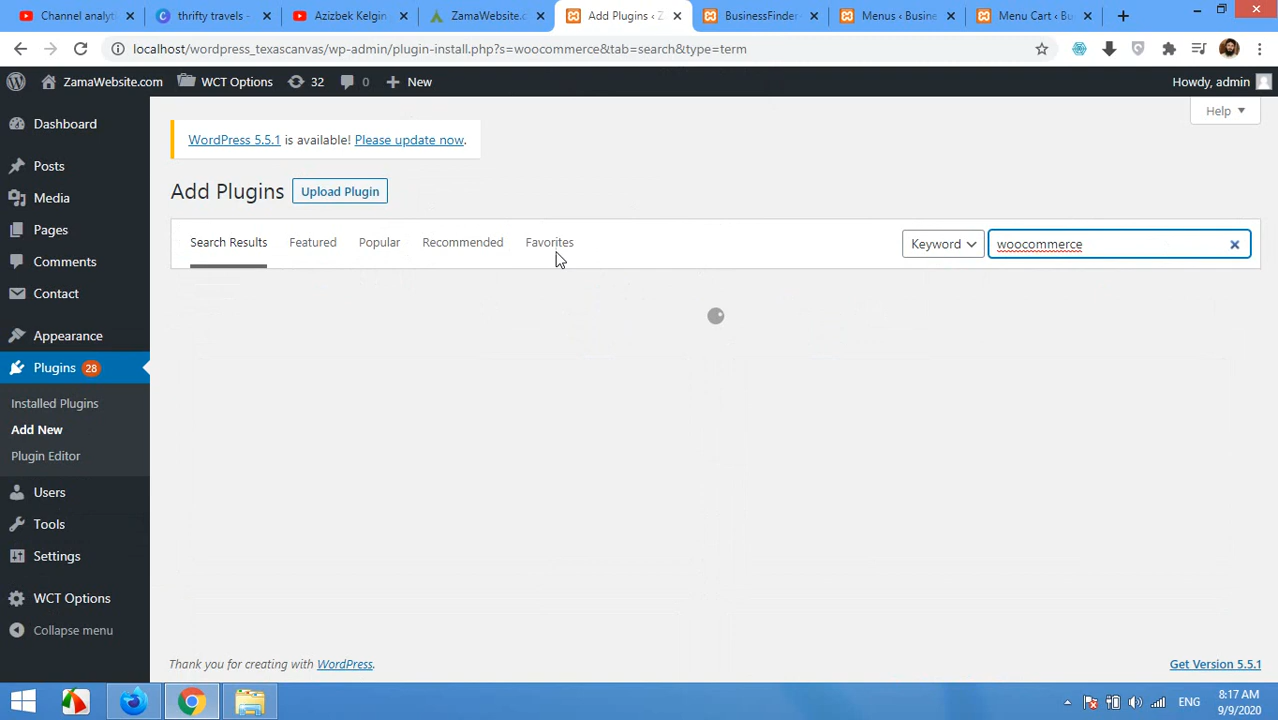 Channel analyti
thrifty travels -
Azizbek Kelgin
ZamaWebsite.c
Add Plugins ‹ Z
BusinessFinder
Menus ‹ Busine
Menu Cart ‹ Bu
localhost/wordpress_texascanvas/wp-admin/plugin-install.php?s=woocommerce&tab=search&type=term
ZamaWebsite.com
WCT Options
32
0
New
Howdy, admin
Help
WordPress 5.5.1 is available! Please update now.
Add Plugins
Upload Plugin
Search Results
Featured
Popular
Recommended
Favorites
Keyword
woocommerce
Dashboard
Posts
Media
Pages
Comments
Contact
Appearance
Plugins 28
Installed Plugins
Add New
Plugin Editor
Users
Tools
Settings
WCT Options
Collapse menu
Thank you for creating with WordPress.
Get Version 5.5.1
ENG
8:17 AM
9/9/2020